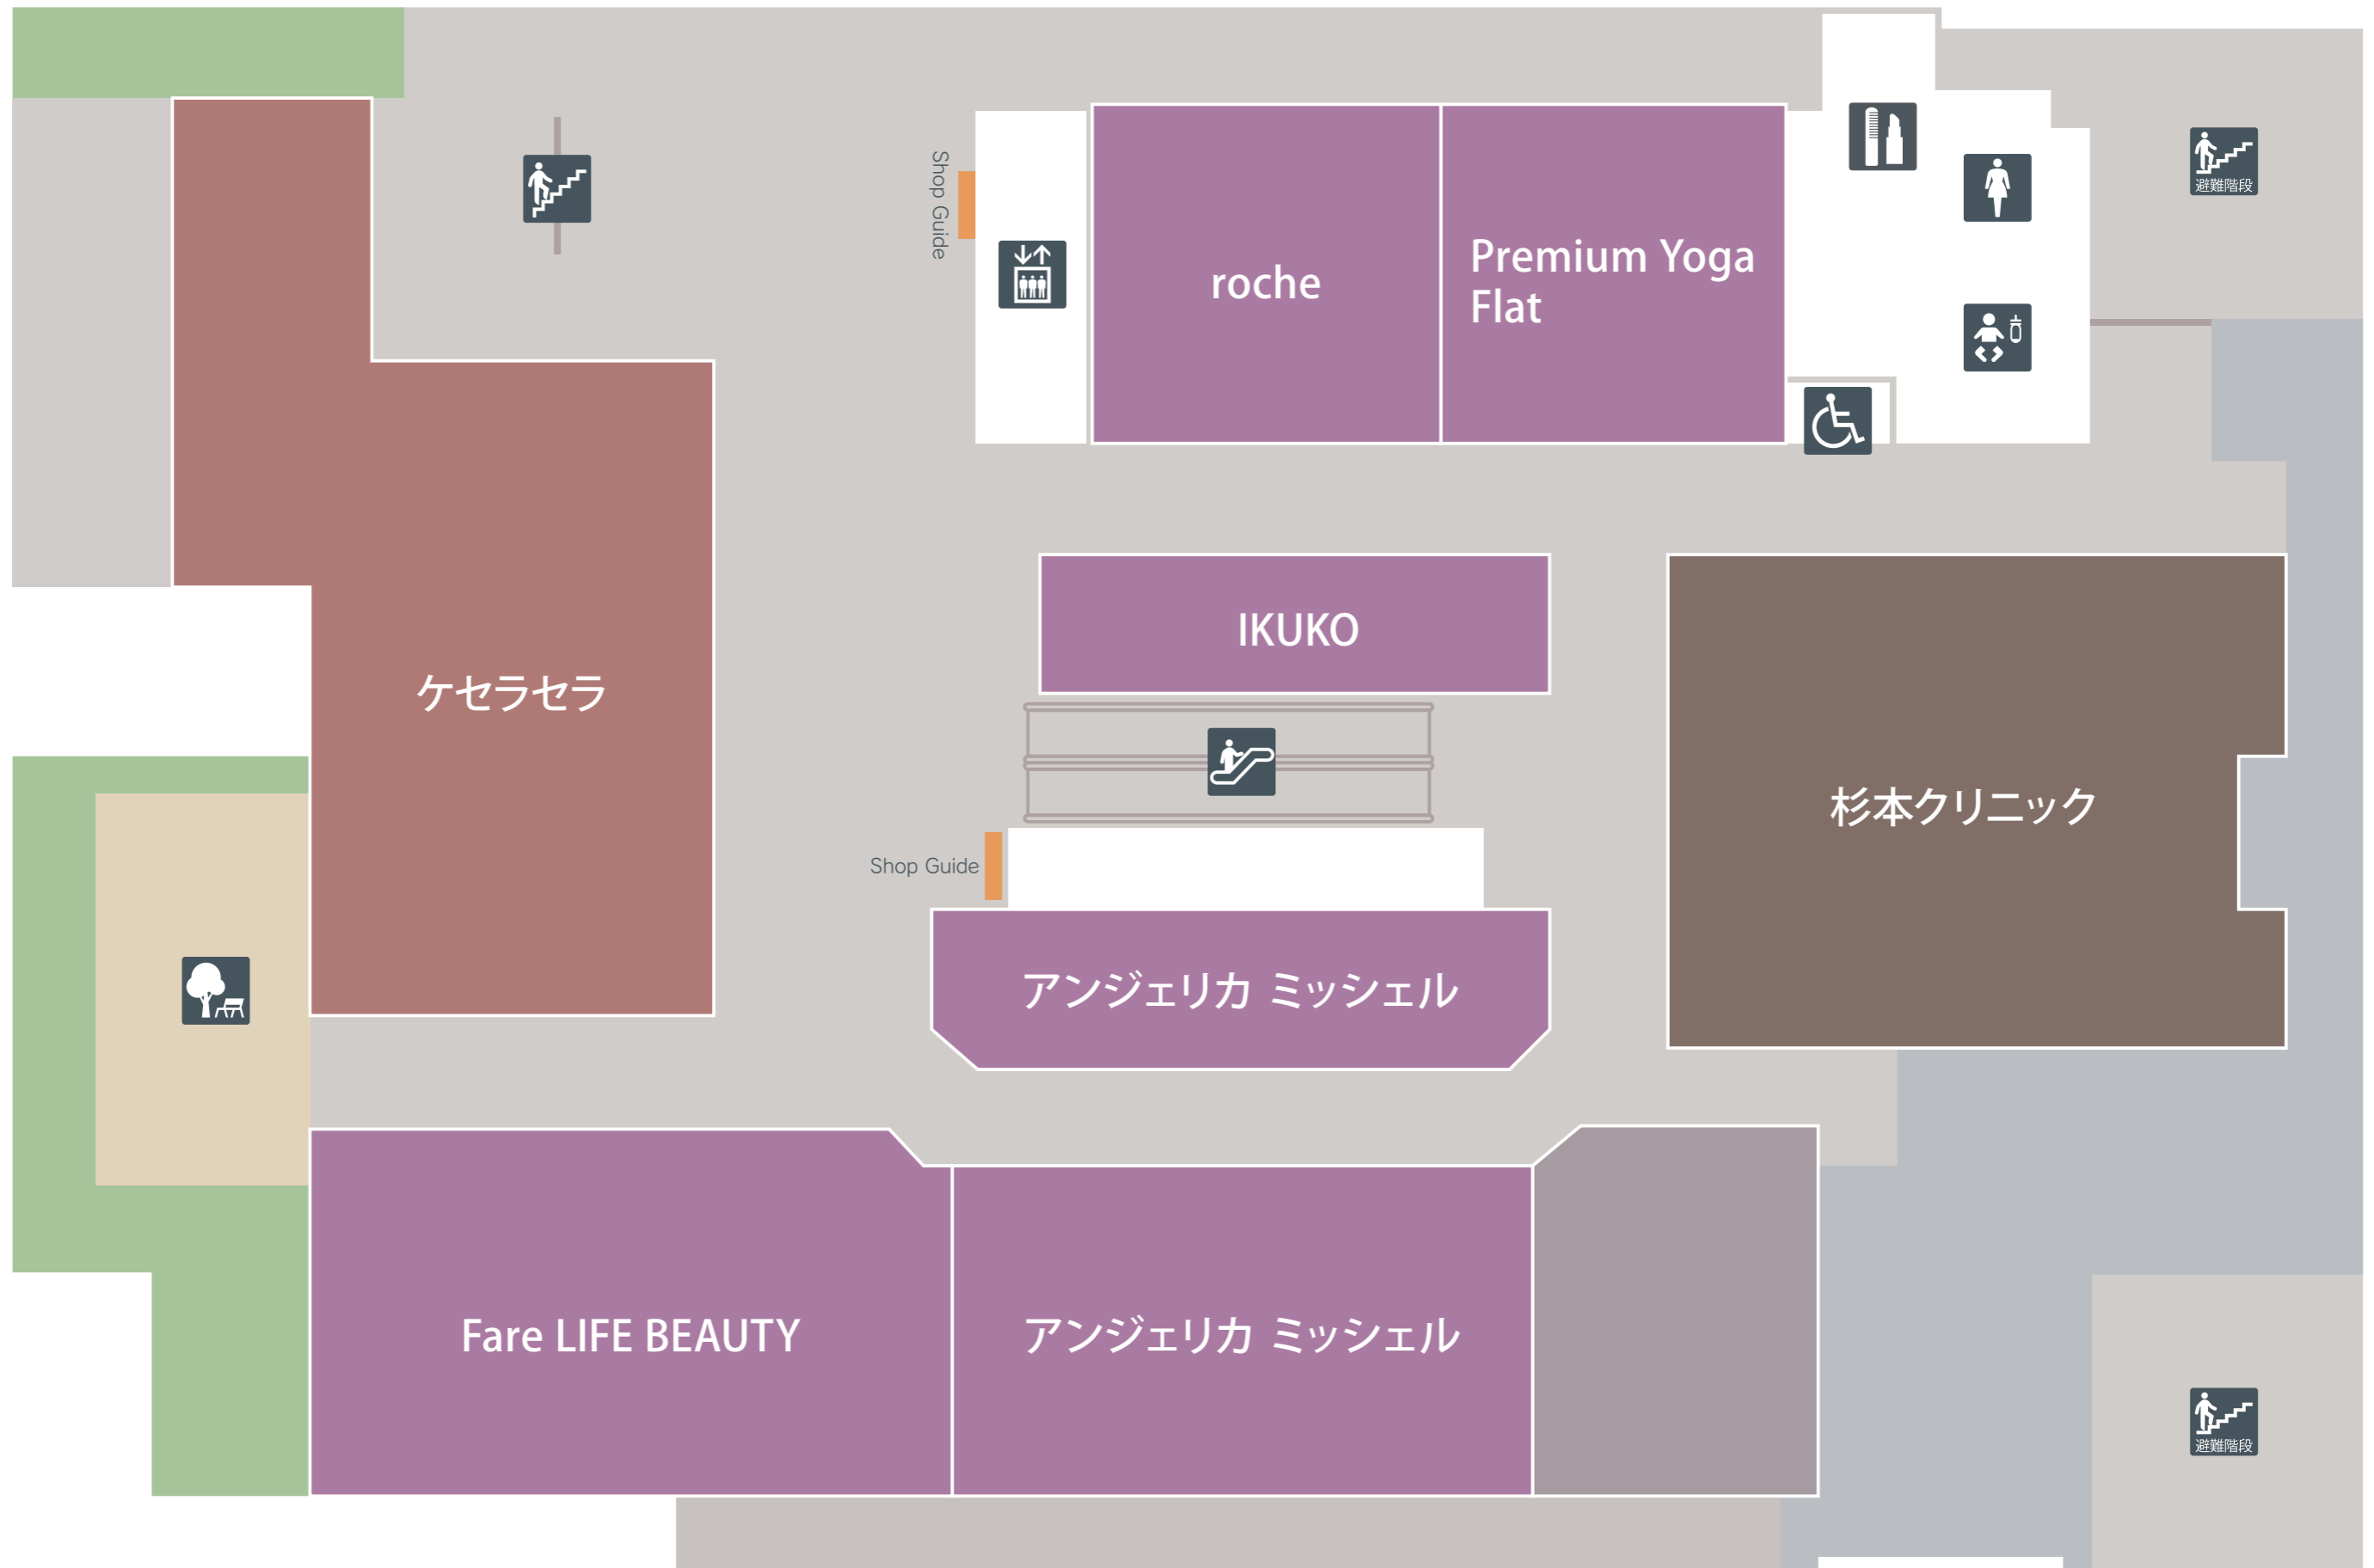 Shop Guide
避難階段
roche
Premium Yoga
Flat
IKUKO
ケセラセラ
杉本クリニック
Shop Guide
アンジェリカ ミッシェル
Fare LIFE BEAUTY
アンジェリカ ミッシェル
避難階段